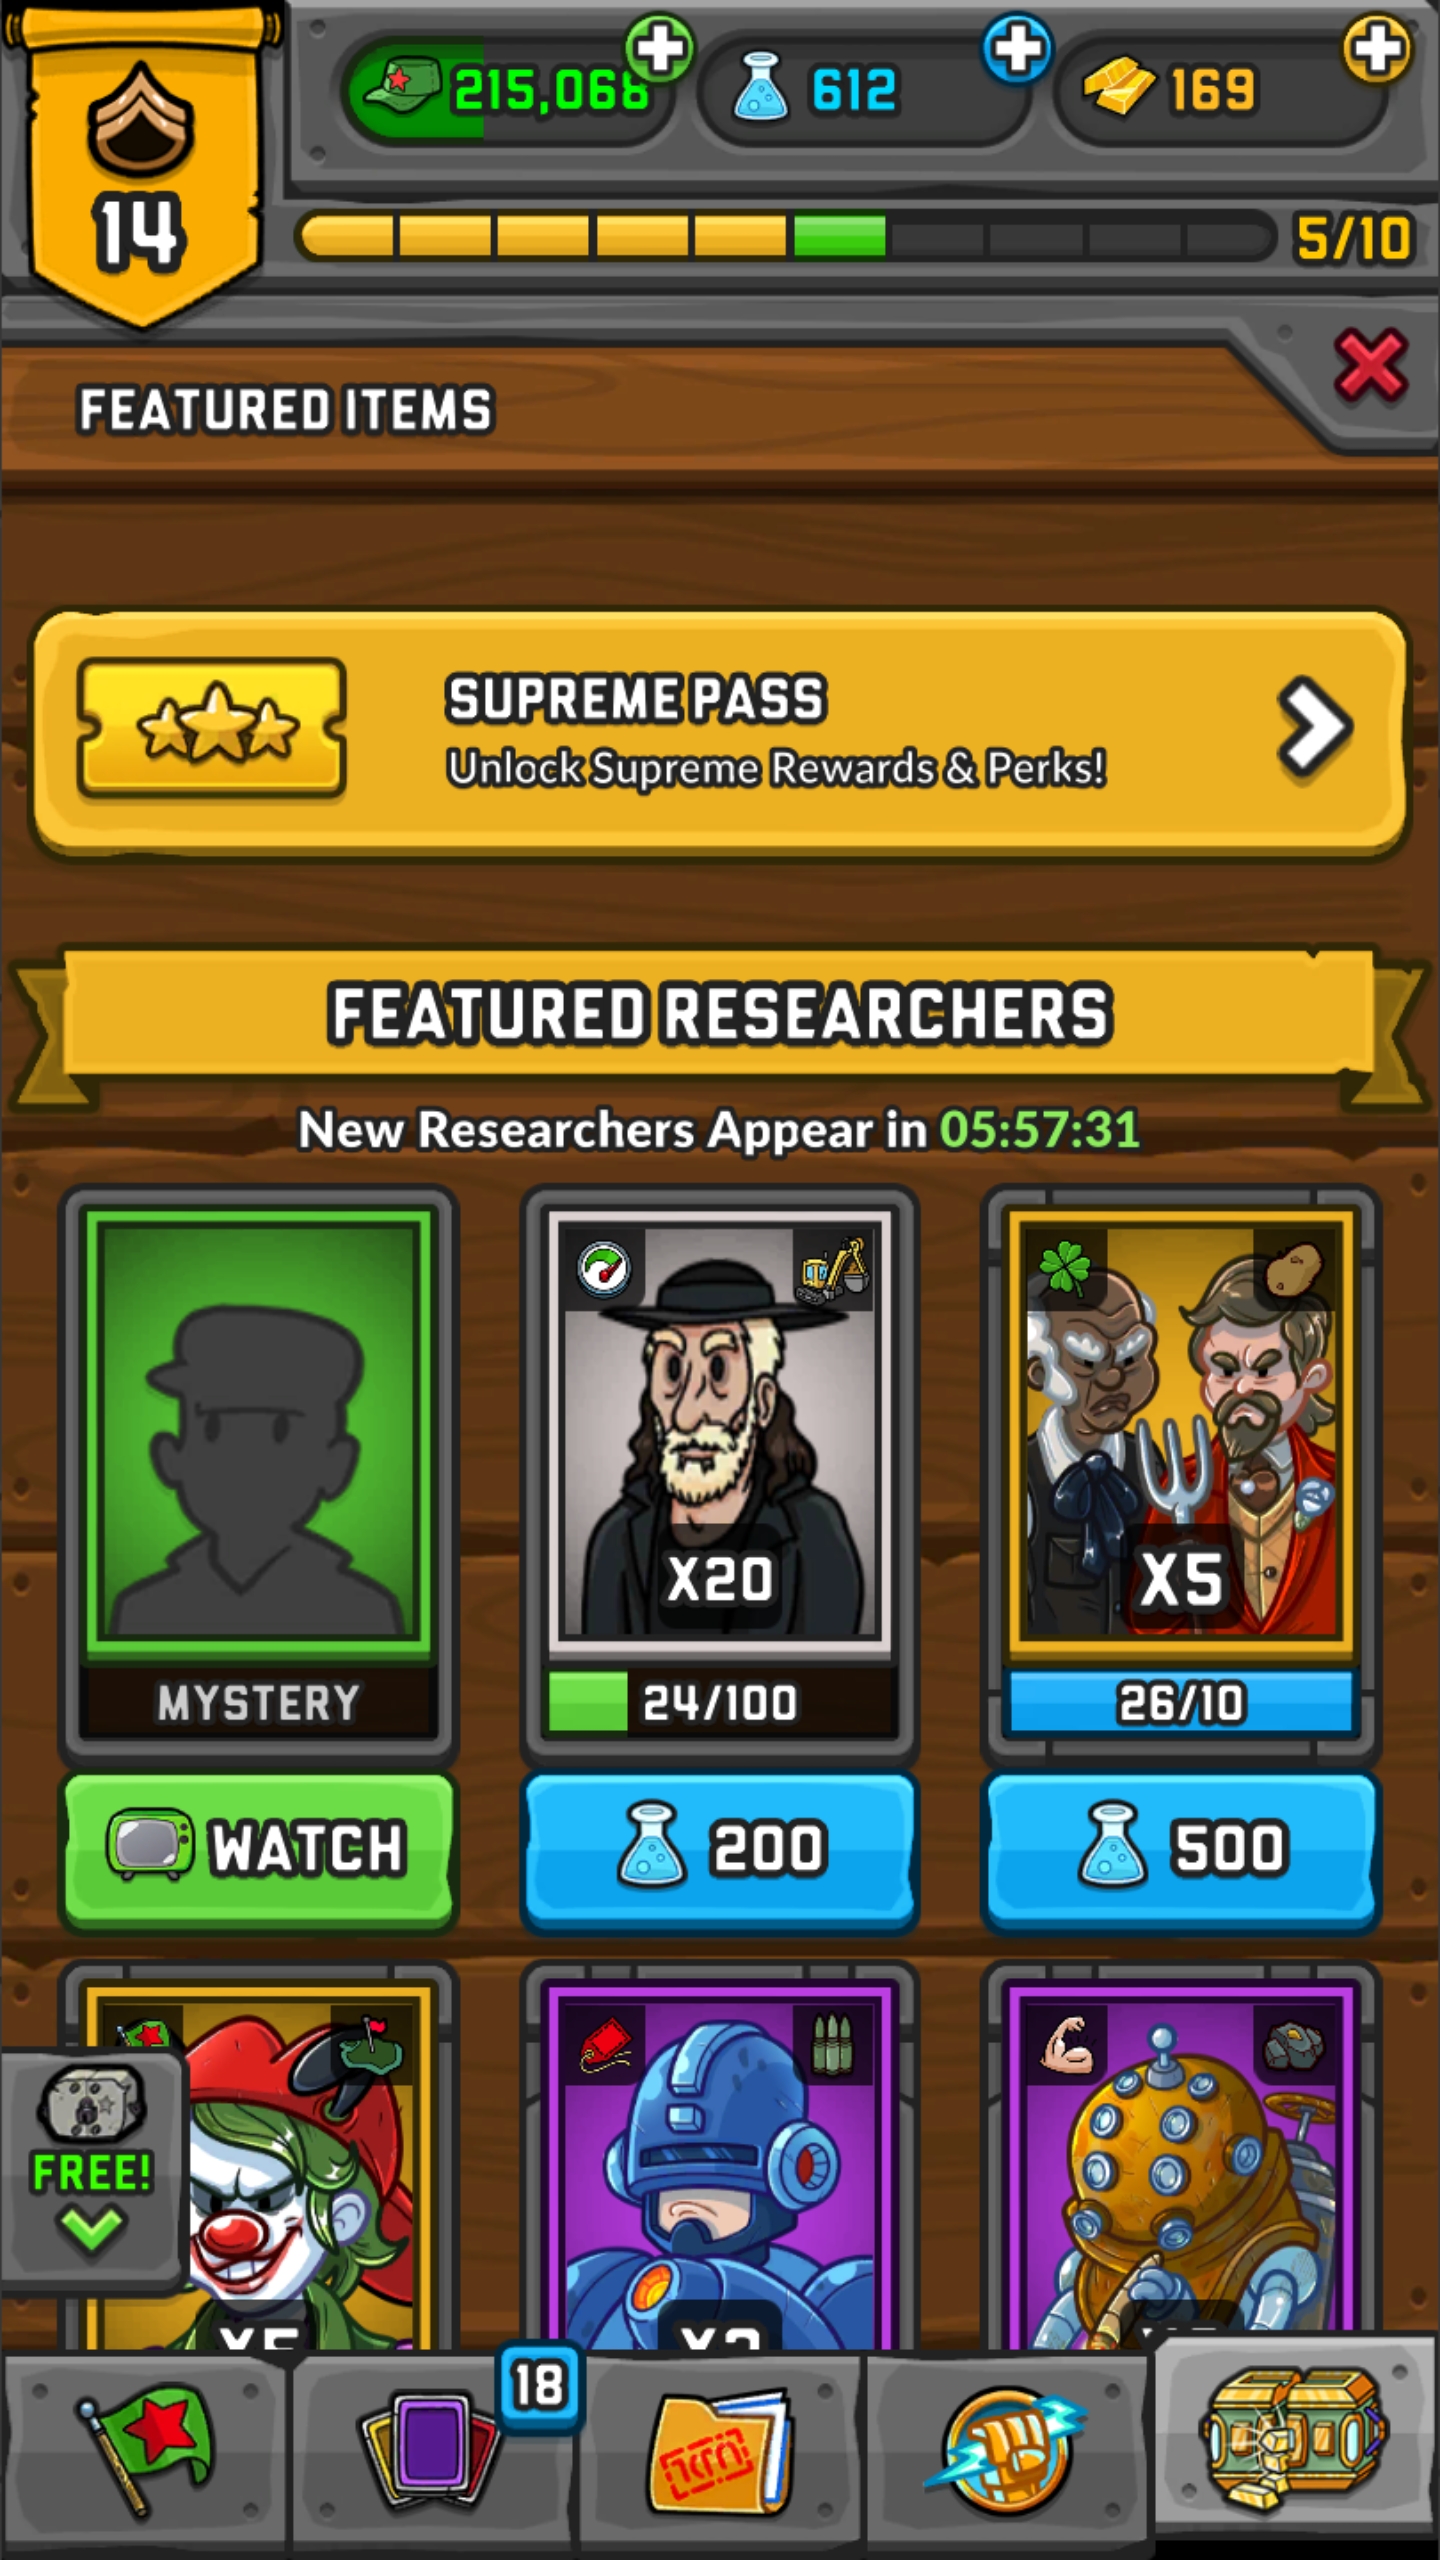 215,068
612
169
14
5/10
FEATURED ITEMS
SUPREME PASS
Unlock Supreme Rewards & Perks!
FEATURED RESEARCHERS
New Researchers Appear in 05:57:31
X20
X5
MYSTERY
24/100
26/10
WATCH
200
500
FREE!
X5
18